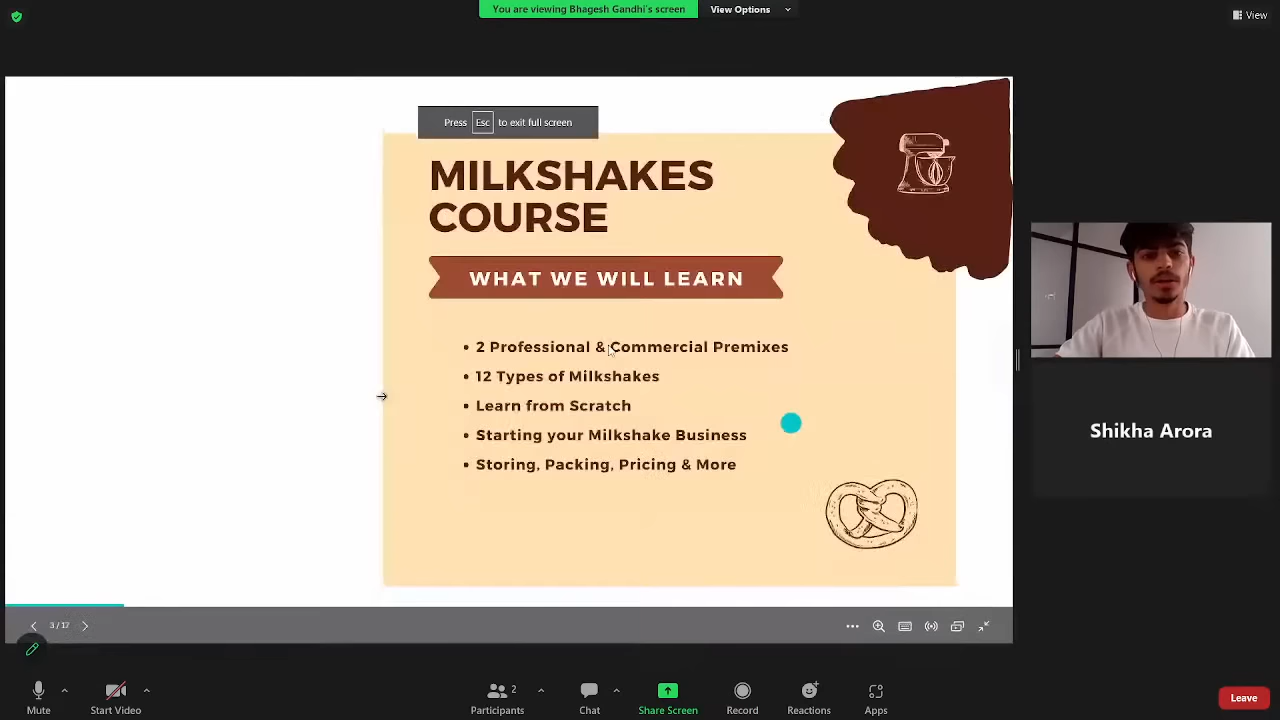 You are viewing Bhagesh Gandhi's screen
View Options
View
Press Esc to exit full screen
MILKSHAKES
COURSE
WHAT WE WILL LEARN
• 2 Professional & Commercial Premixes
• 12 Types of Milkshakes
• Learn from Scratch
• Starting your Milkshake Business
• Storing, Packing, Pricing & More
Shikha Arora
3 / 17
Mute
Start Video
Participants
2
Chat
Share Screen
Record
Reactions
Apps
Leave